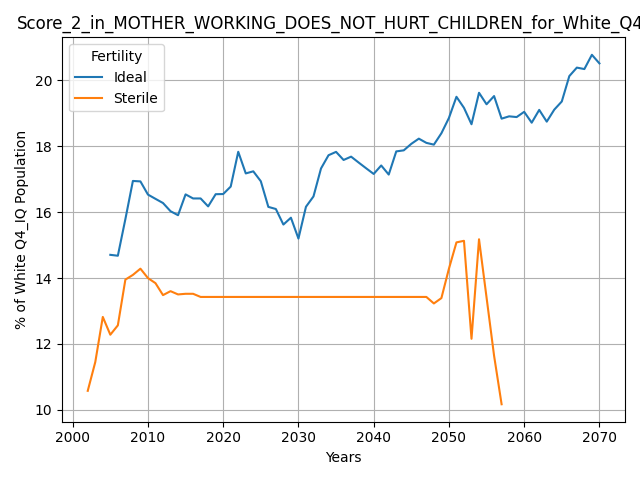 Score_2_in_MOTHER_WORKING_DOES_NOT_HURT_CHILDREN_for_White_Q4
Fertility
Ideal
Sterile
% of White Q4_IQ Population
20
18
16
14
12
10
2000 2010 2020 2030 2040 2050 2060 2070
Years